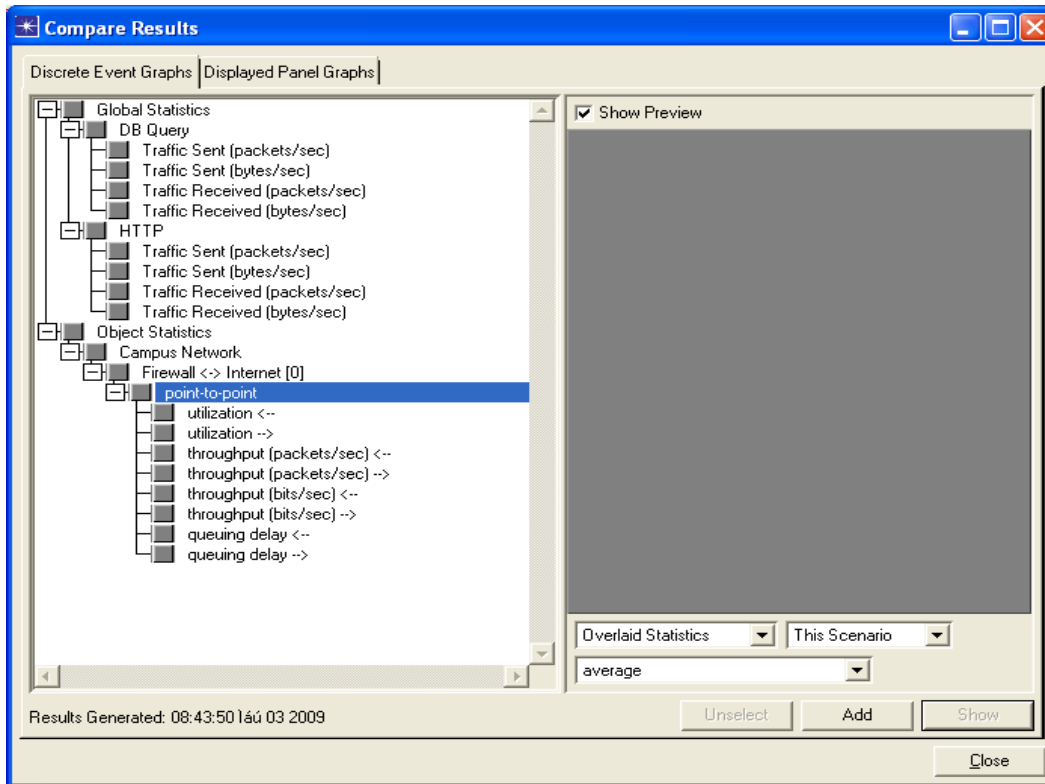 Compare Results
Discrete Event Graphs
Displayed Panel Graphs
Global Statistics
DB Query
Traffic Sent (packets/sec)
Traffic Sent (bytes/sec)
Traffic Received (packets/sec)
Traffic Received (bytes/sec)
HTTP
Traffic Sent (packets/sec)
Traffic Sent (bytes/sec)
Traffic Received (packets/sec)
Traffic Received (bytes/sec)
Object Statistics
Campus Network
Firewall <-> Internet [0]
point-to-point
utilization <--
utilization -->
throughput (packets/sec) <--
throughput (packets/sec) -->
throughput (bits/sec) <--
throughput (bits/sec) -->
queuing delay <--
queuing delay -->
Show Preview
Overlaid Statistics
This Scenario
average
Results Generated: 08:43:50 láú 03 2009
Unselect
Add
Show
Close